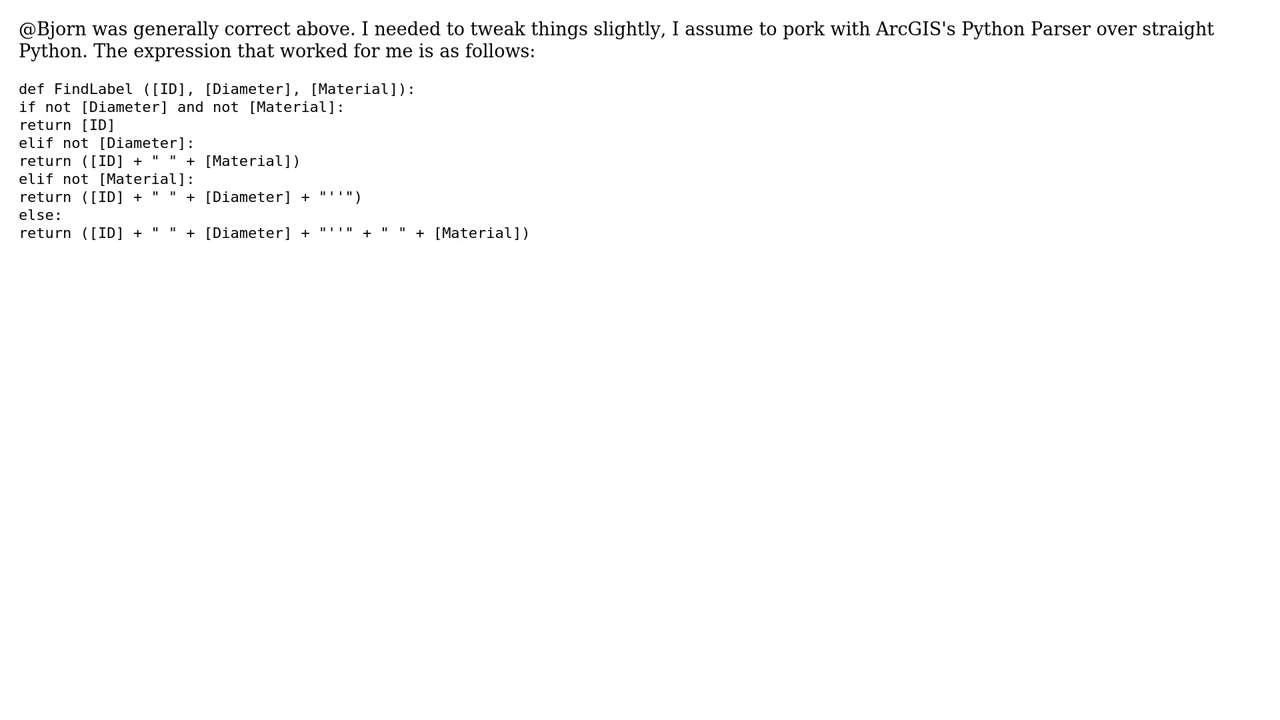 @Bjorn was generally correct above. I needed to tweak things slightly, I assume to pork with ArcGIS's Python Parser over straight
Python. The expression that worked for me is as follows:
def FindLabel ([ID], [Diameter], [Material]):
if not [Diameter] and not [Material]:
return [ID]
elif not [Diameter]:
return ([ID] + " " + [Material])
elif not [Material]:
return ([ID] + " " + [Diameter] + "''")
else:
return ([ID] + " " + [Diameter] + "''" + " " + [Material])